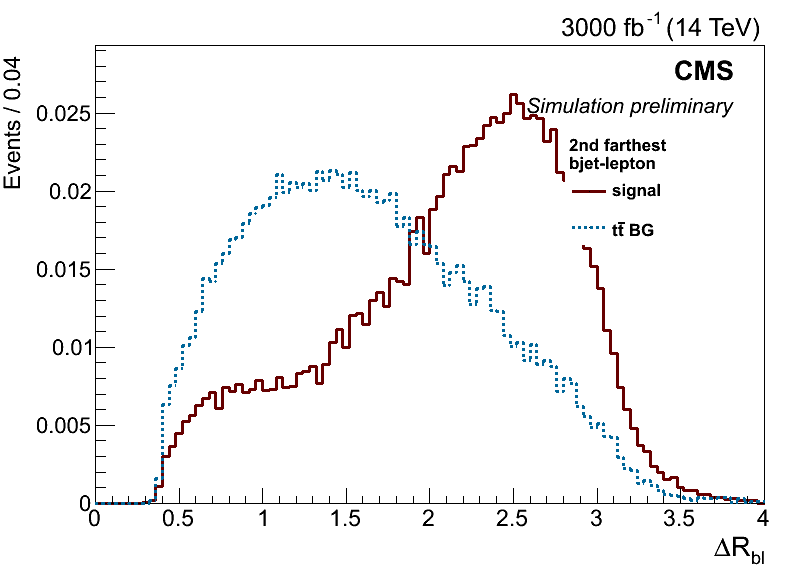 3000 fb⁻¹ (14 TeV)
CMS
Simulation preliminary
2nd farthest
bjet-lepton
signal
tt̄ BG
Events / 0.04
0.025
0.02
0.015
0.01
0.005
0
0 0.5 1 1.5 2 2.5 3 3.5 4
ΔR_bl